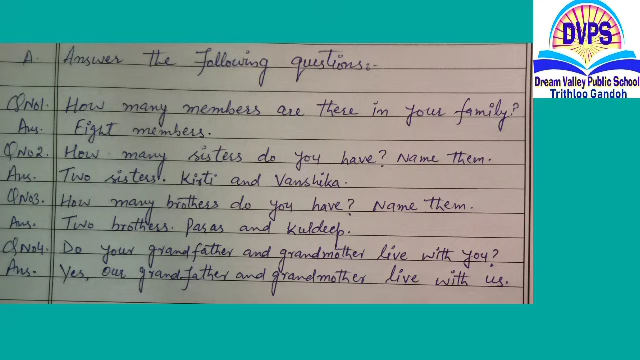 DVPS
Dream Valley Public School
Trithloo Gandoh
A. Answer the following questions:-
Q No1. How many members are there in your family?
Ans. Eight members.
Q No2. How many sisters do you have? Name them.
Ans. Two sisters. Kirti and Vanshika.
Q No3. How many brothers do you have? Name them.
Ans. Two brothers. Paras and Kuldeep.
Q No4. Do your grandfather and grandmother live with you?
Ans. Yes, our grandfather and grandmother live with us.